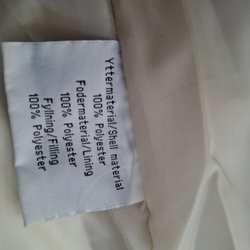 Yttermaterial/Shell material
100% Polyester
Fodermaterial/Lining
100% Polyester
Fyllning/Filling
100% Polyester